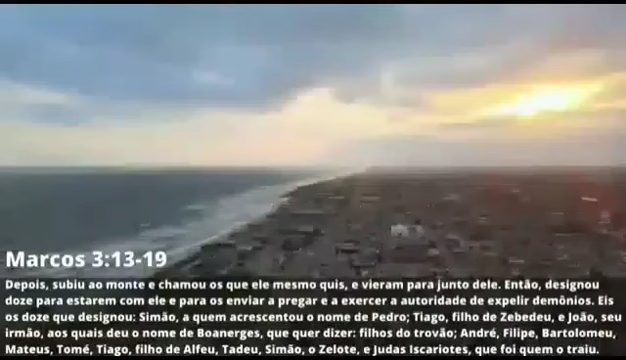 Marcos 3:13-19
Depois, subiu ao monte e chamou os que ele mesmo quis, e vieram para junto dele. Então, designou
doze para estarem com ele e para os enviar a pregar e a exercer a autoridade de expelir demônios. Eis
os doze que designou: Simão, a quem acrescentou o nome de Pedro; Tiago, filho de Zebedeu, e João, seu
irmão, aos quais deu o nome de Boanerges, que quer dizer: filhos do trovão; André, Filipe, Bartolomeu,
Mateus, Tomé, Tiago, filho de Alfeu, Tadeu, Simão, o Zelote, e Judas Iscariotes, que foi quem o traiu.